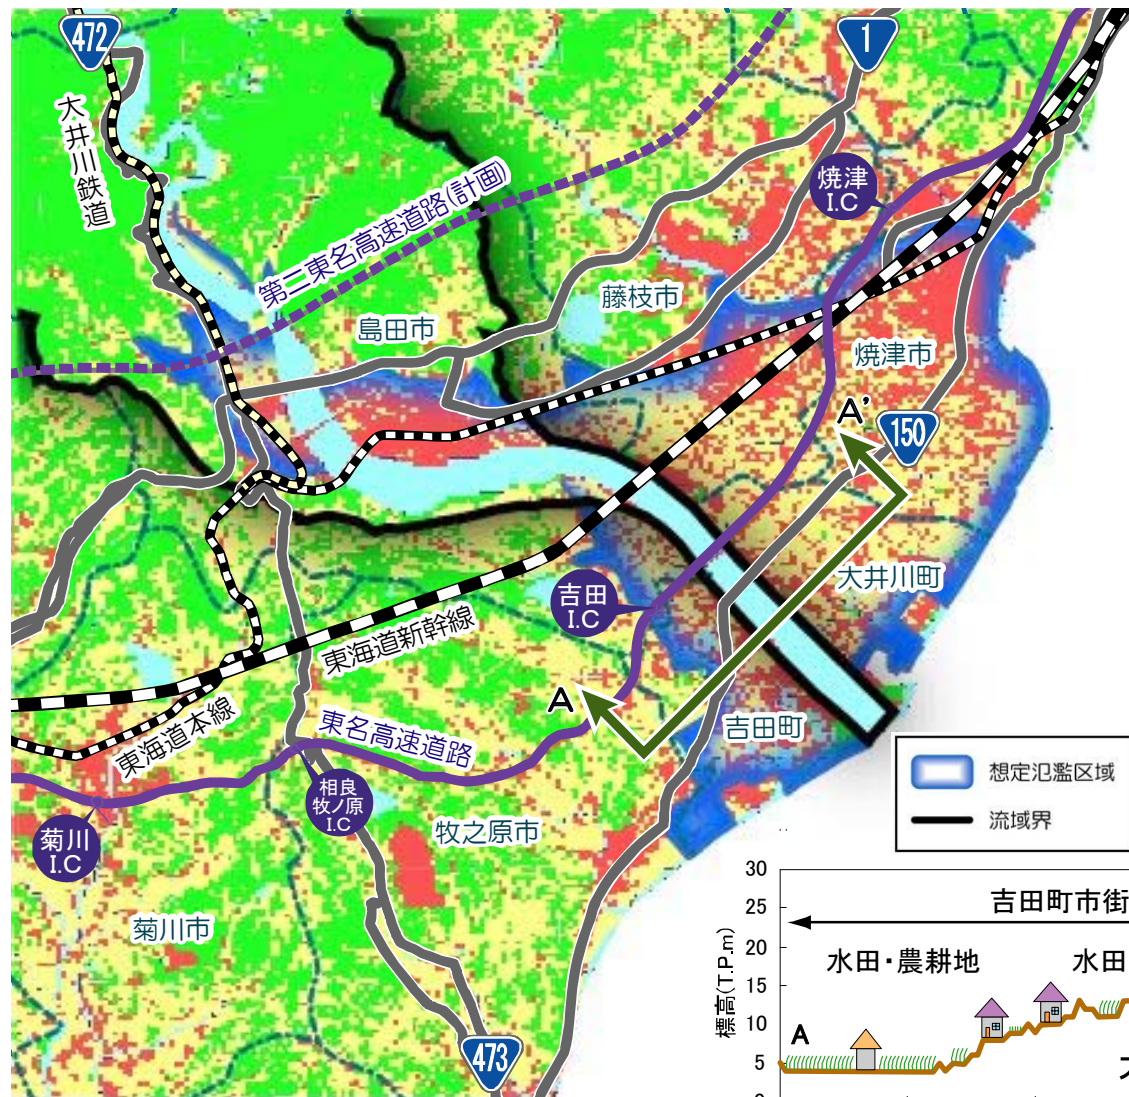 472
1
大井川鉄道
焼津
I.C
第二東名高速道路(計画)
藤枝市
島田市
焼津市
A'
150
大井川町
吉田
I.C
東海道新幹線
A
東海道本線
東名高速道路
吉田町
相良
牧ノ原
I.C
菊川
I.C
牧之原市
菊川市
473
想定氾濫区域
流域界
30
25
20
15
10
5
0
標高(T.P.m)
吉田町市街
水田・農耕地
水田
A